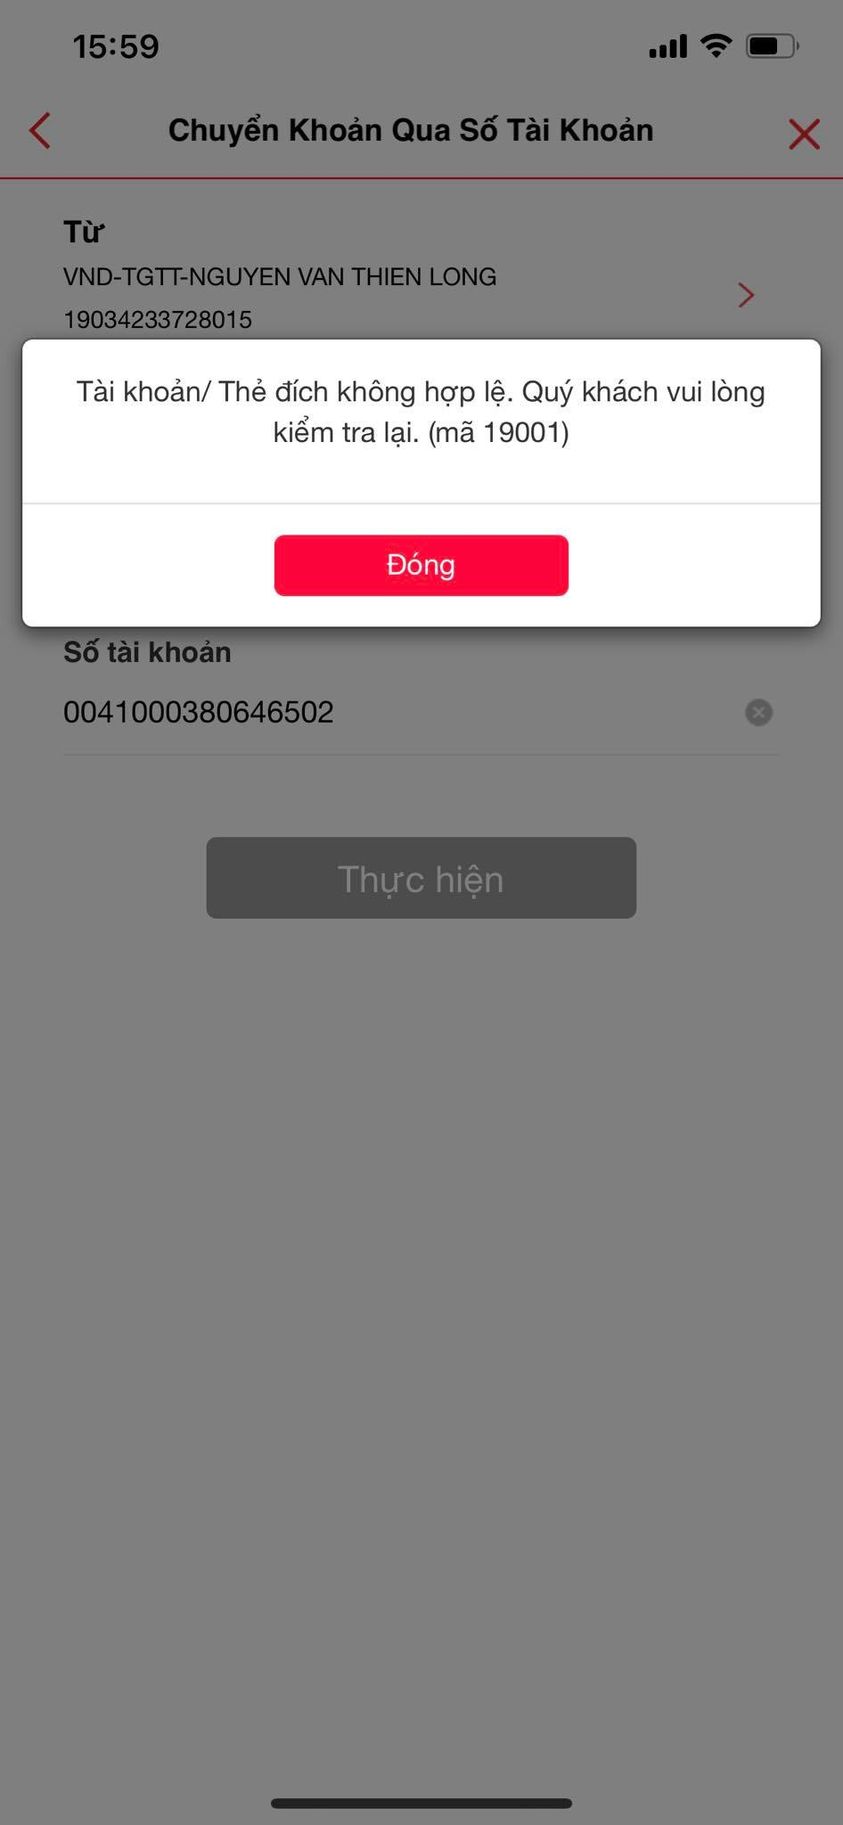 15:59
Chuyển Khoản Qua Số Tài Khoản
Từ
VND-TGTT-NGUYEN VAN THIEN LONG
19034233728015
Tài khoản/ Thẻ đích không hợp lệ. Quý khách vui lòng
kiểm tra lại. (mã 19001)
Đóng
Số tài khoản
0041000380646502
Thực hiện